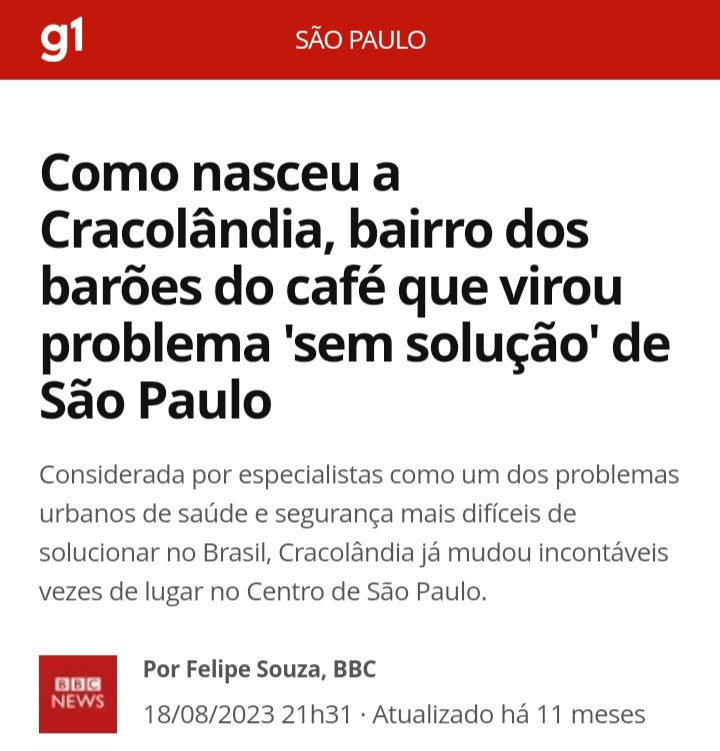 g1
SÃO PAULO
Como nasceu a
Cracolândia, bairro dos
barões do café que virou
problema 'sem solução' de
São Paulo
Considerada por especialistas como um dos problemas
urbanos de saúde e segurança mais difíceis de
solucionar no Brasil, Cracolândia já mudou incontáveis
vezes de lugar no Centro de São Paulo.
BBC
NEWS
Por Felipe Souza, BBC
18/08/2023 21h31 · Atualizado há 11 meses